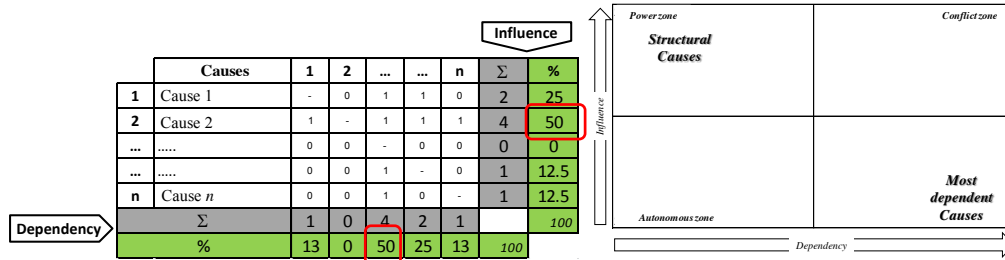 Influence
Causes 1 2 ... ... n Σ %
1 Cause 1 - 0 1 1 0 2 25
2 Cause 2 1 - 1 1 1 4 50
... ..... 0 0 - 0 0 0 0
... ..... 0 0 1 - 0 1 12.5
n Cause n 0 0 1 0 - 1 12.5
Σ 1 0 4 2 1 100
Dependency
% 13 0 50 25 13 100
Powerzone
Conflictzone
Structural
Causes
Influence
Autonomouszone
Most
dependent
Causes
Dependency